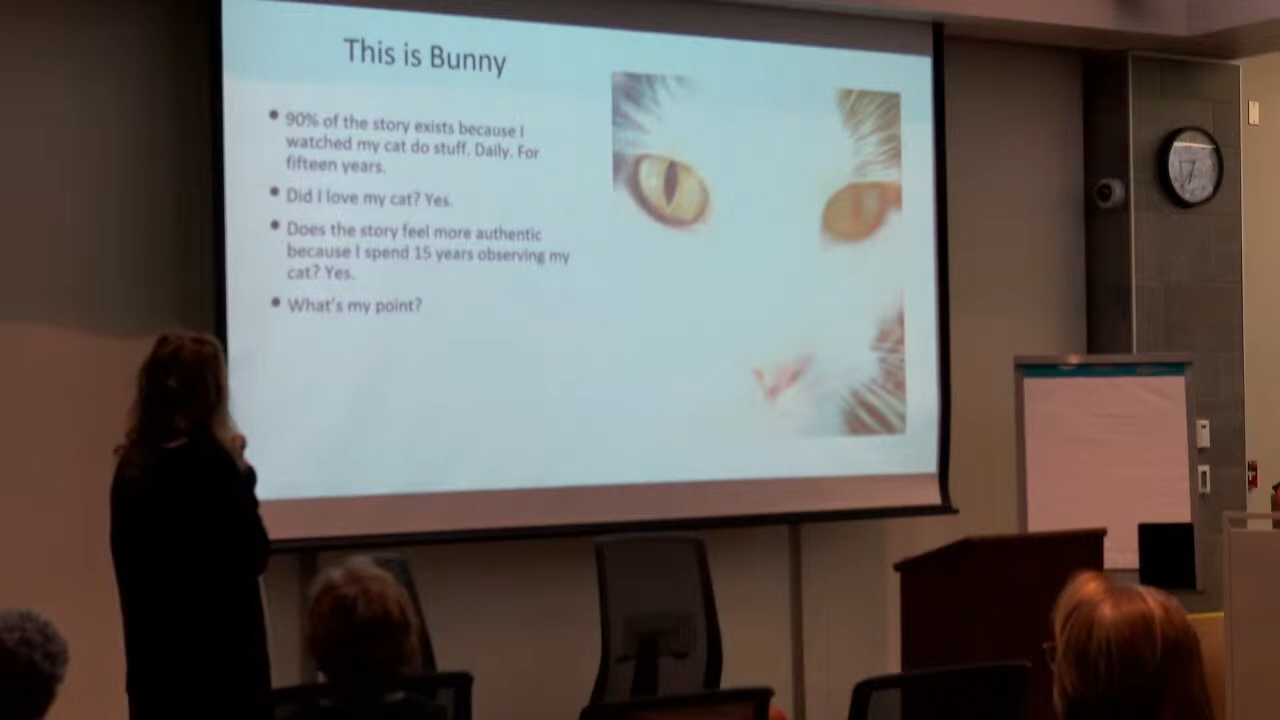 This is Bunny
90% of the story exists because I
watched my cat do stuff. Daily. For
fifteen years.
Did I love my cat? Yes.
Does the story feel more authentic
because I spend 15 years observing my
cat? Yes.
What's my point?